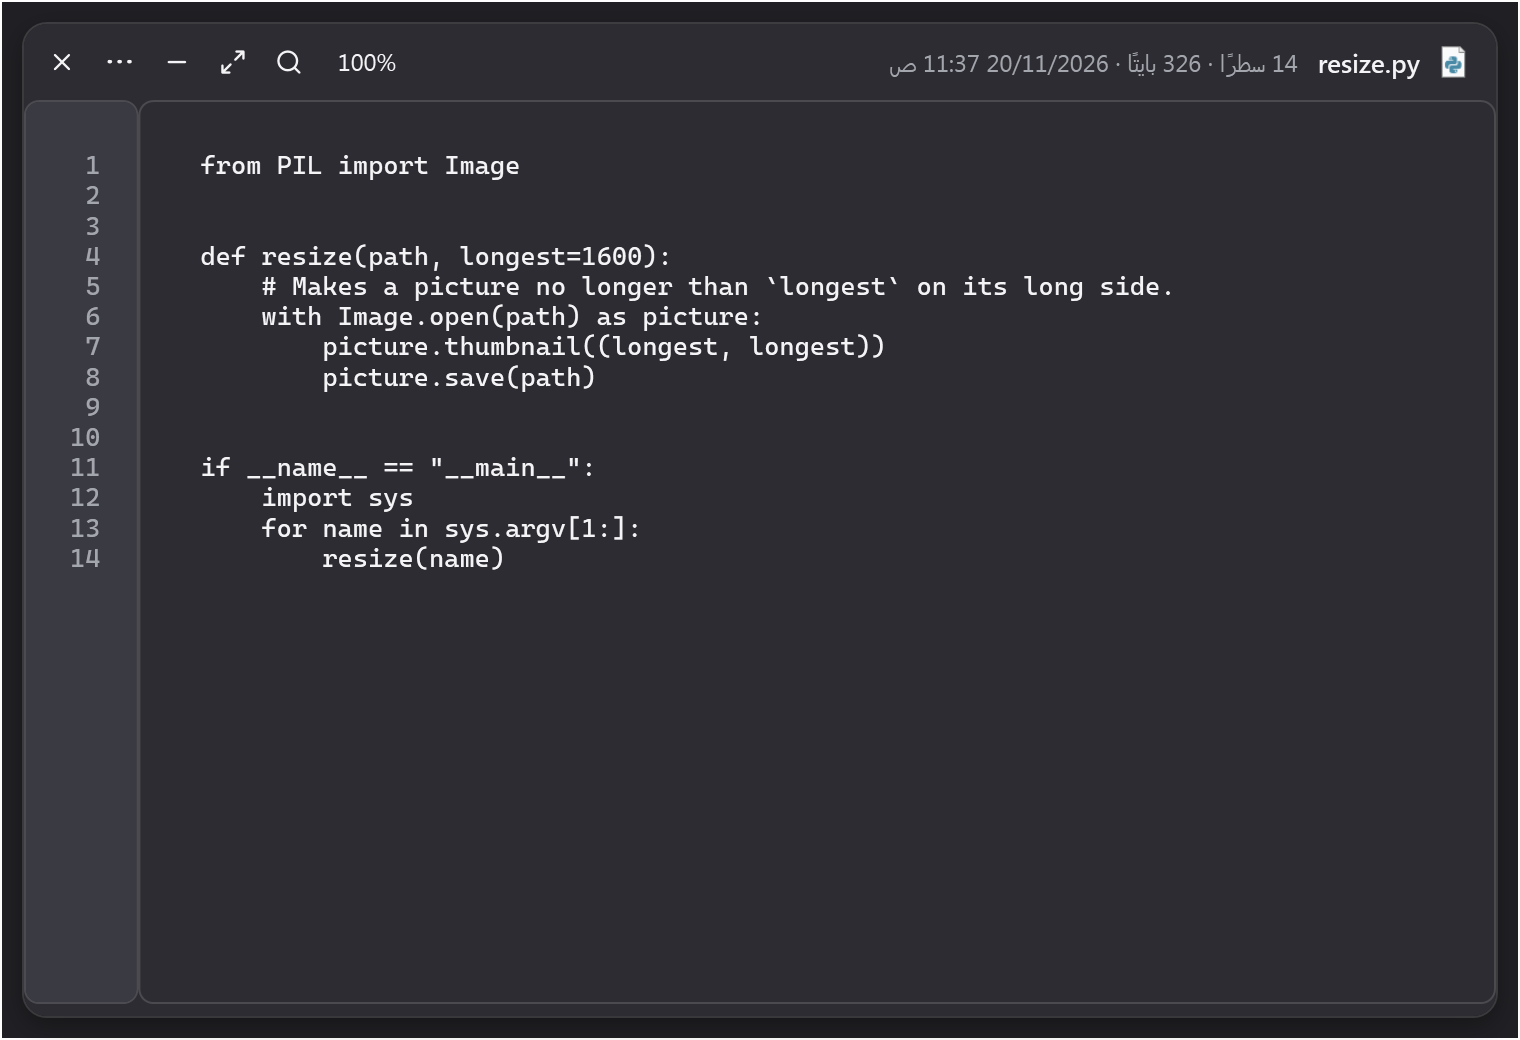 resize.py
14 سطرًا · 326 بايتًا · 20/11/2026 11:37 ص
100%
1 from PIL import Image
2
3
4 def resize(path, longest=1600):
5     # Makes a picture no longer than `longest` on its long side.
6     with Image.open(path) as picture:
7         picture.thumbnail((longest, longest))
8         picture.save(path)
9
10
11 if __name__ == "__main__":
12     import sys
13     for name in sys.argv[1:]:
14         resize(name)